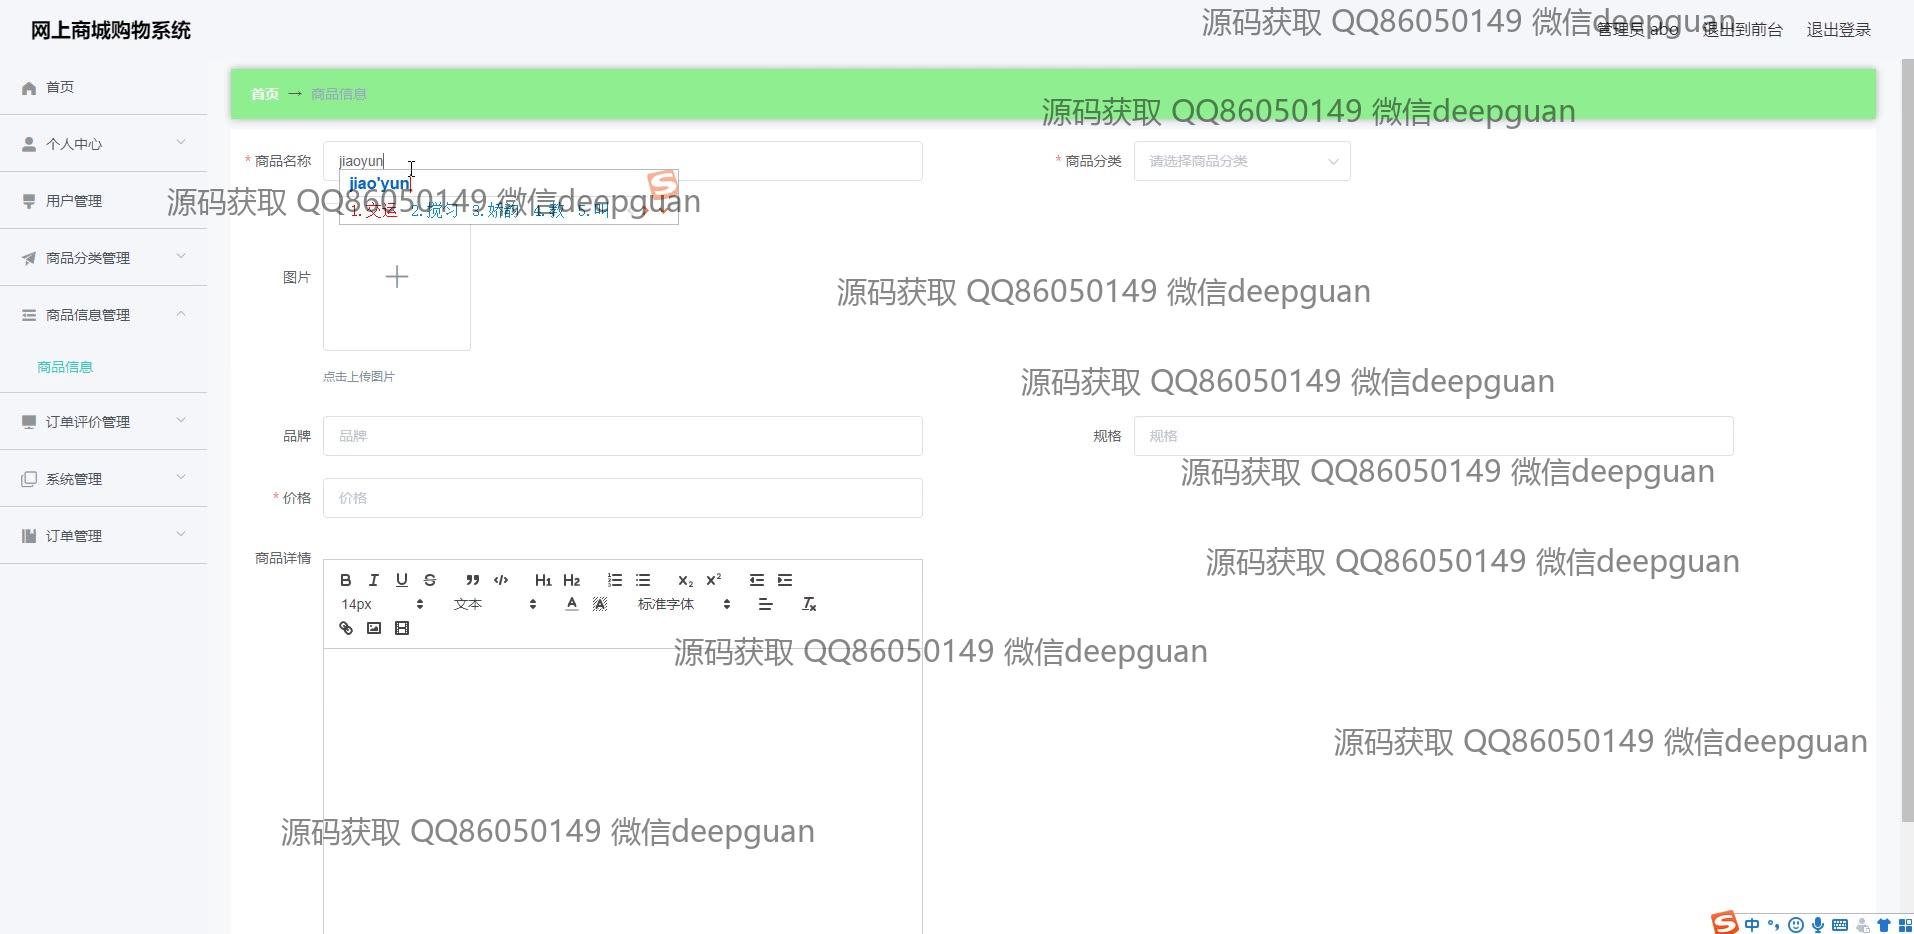 网上商城购物系统
源码获取 QQ86050149 微信deepguan
管理员 abo 退出到前台 退出登录
首页
个人中心
用户管理
商品分类管理
商品信息管理
商品信息
订单评价管理
系统管理
订单管理
首页 → 商品信息
源码获取 QQ86050149 微信deepguan
* 商品名称 jiaoyun
* 商品分类 请选择商品分类
jiao'yun
1.交运 2.搅匀 3.娇韵 4.教 5.叫
源码获取 QQ86050149 微信deepguan
图片
源码获取 QQ86050149 微信deepguan
点击上传图片
源码获取 QQ86050149 微信deepguan
品牌 品牌
规格 规格
源码获取 QQ86050149 微信deepguan
* 价格 价格
商品详情
源码获取 QQ86050149 微信deepguan
B I U S H1 H2 X2 X2
14px 文本 A A 标准字体 Tx
源码获取 QQ86050149 微信deepguan
源码获取 QQ86050149 微信deepguan
源码获取 QQ86050149 微信deepguan
S 中